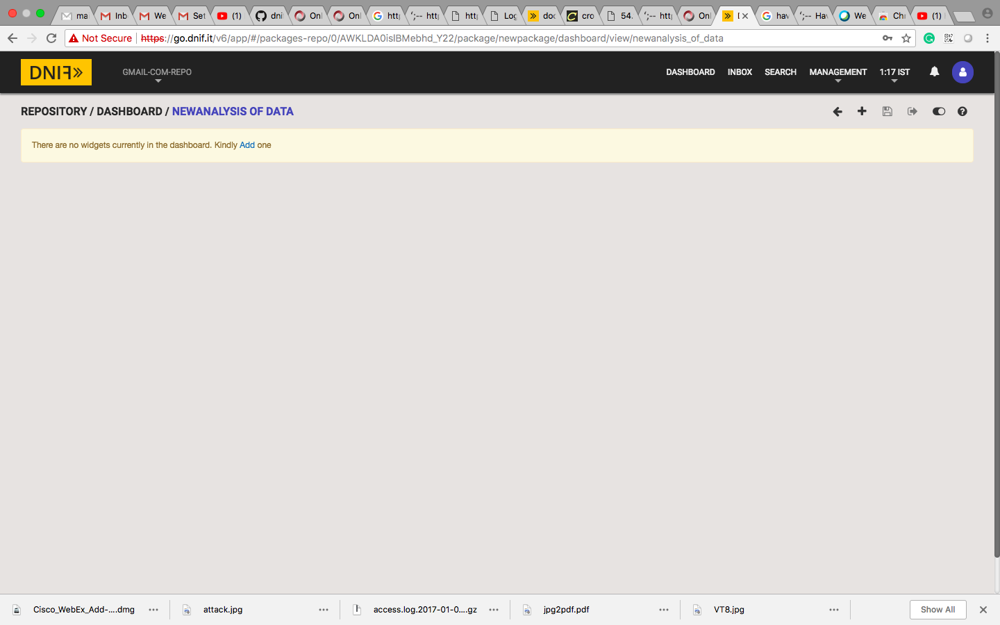 ma
Inb
We
Set
(1)
dni
Onl
Onl
http
';-- http
http
Log
doc
cro
54.
';-- http
Onl
hav
';-- Hav
We
Chr
(1)
Not Secure
https://go.dnif.it/v6/app/#/packages-repo/0/AWKLDA0islBMebhd_Y22/package/newpackage/dashboard/view/newanalysis_of_data
DNIF»
GMAIL-COM-REPO
DASHBOARD
INBOX
SEARCH
MANAGEMENT
1:17 IST
REPOSITORY / DASHBOARD / NEWANALYSIS OF DATA
There are no widgets currently in the dashboard. Kindly Add one
Cisco_WebEx_Add-....dmg
attack.jpg
access.log.2017-01-0....gz
jpg2pdf.pdf
VT8.jpg
Show All